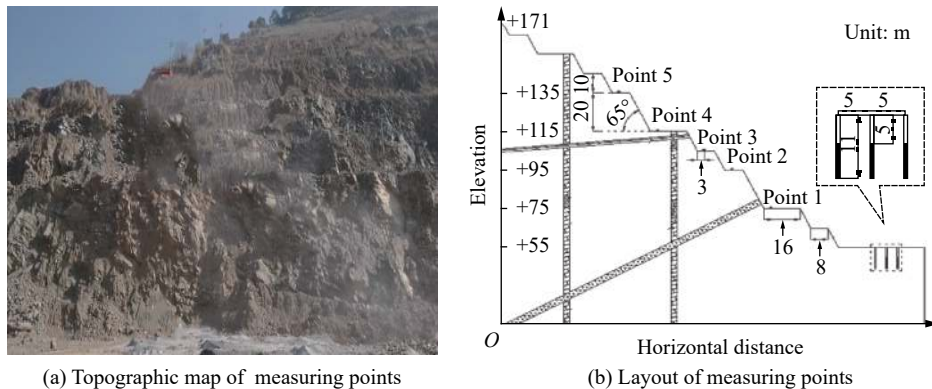 +171
Unit: m
Point 5
10
5 5
+135
20
65°
Point 4
11
5
+115
Point 3
Point 2
+95
3
Elevation
Point 1
+75
16
+55
8
O
Horizontal distance
(a) Topographic map of measuring points
(b) Layout of measuring points